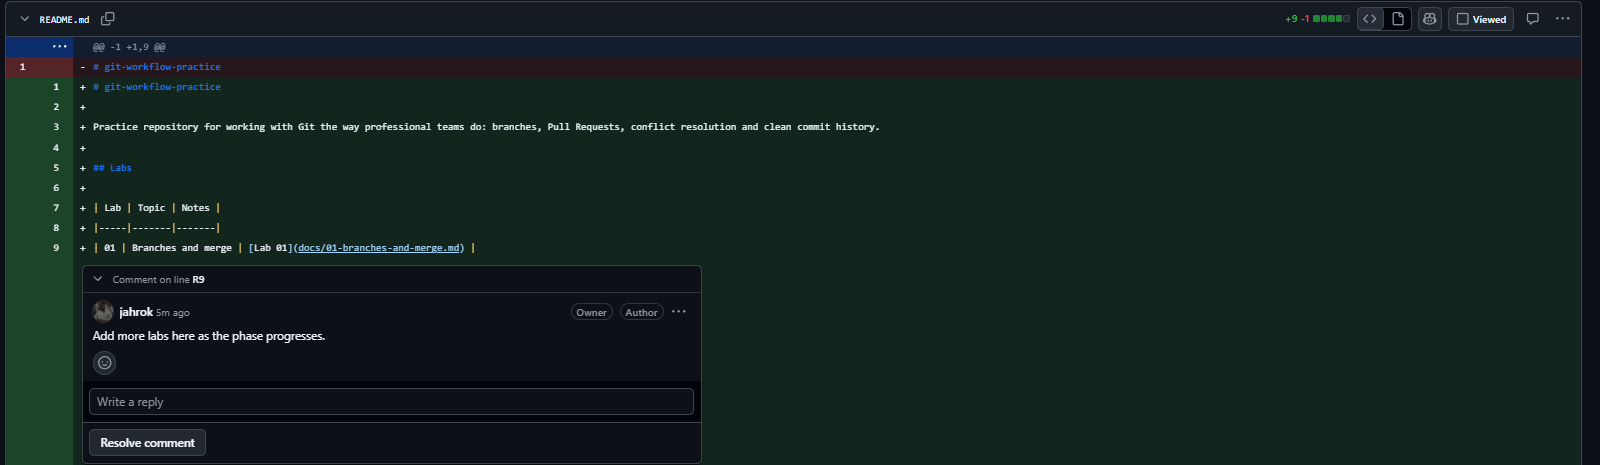 README.md
+9 -1
Viewed
@@ -1 +1,9 @@
1 - # git-workflow-practice
1 + # git-workflow-practice
2 +
3 + Practice repository for working with Git the way professional teams do: branches, Pull Requests, conflict resolution and clean commit history.
4 +
5 + ## Labs
6 +
7 + | Lab | Topic | Notes |
8 + |-----|-------|-------|
9 + | 01 | Branches and merge | [Lab 01](docs/01-branches-and-merge.md) |
Comment on line R9
jahrok 5m ago Owner Author
Add more labs here as the phase progresses.
Write a reply
Resolve comment